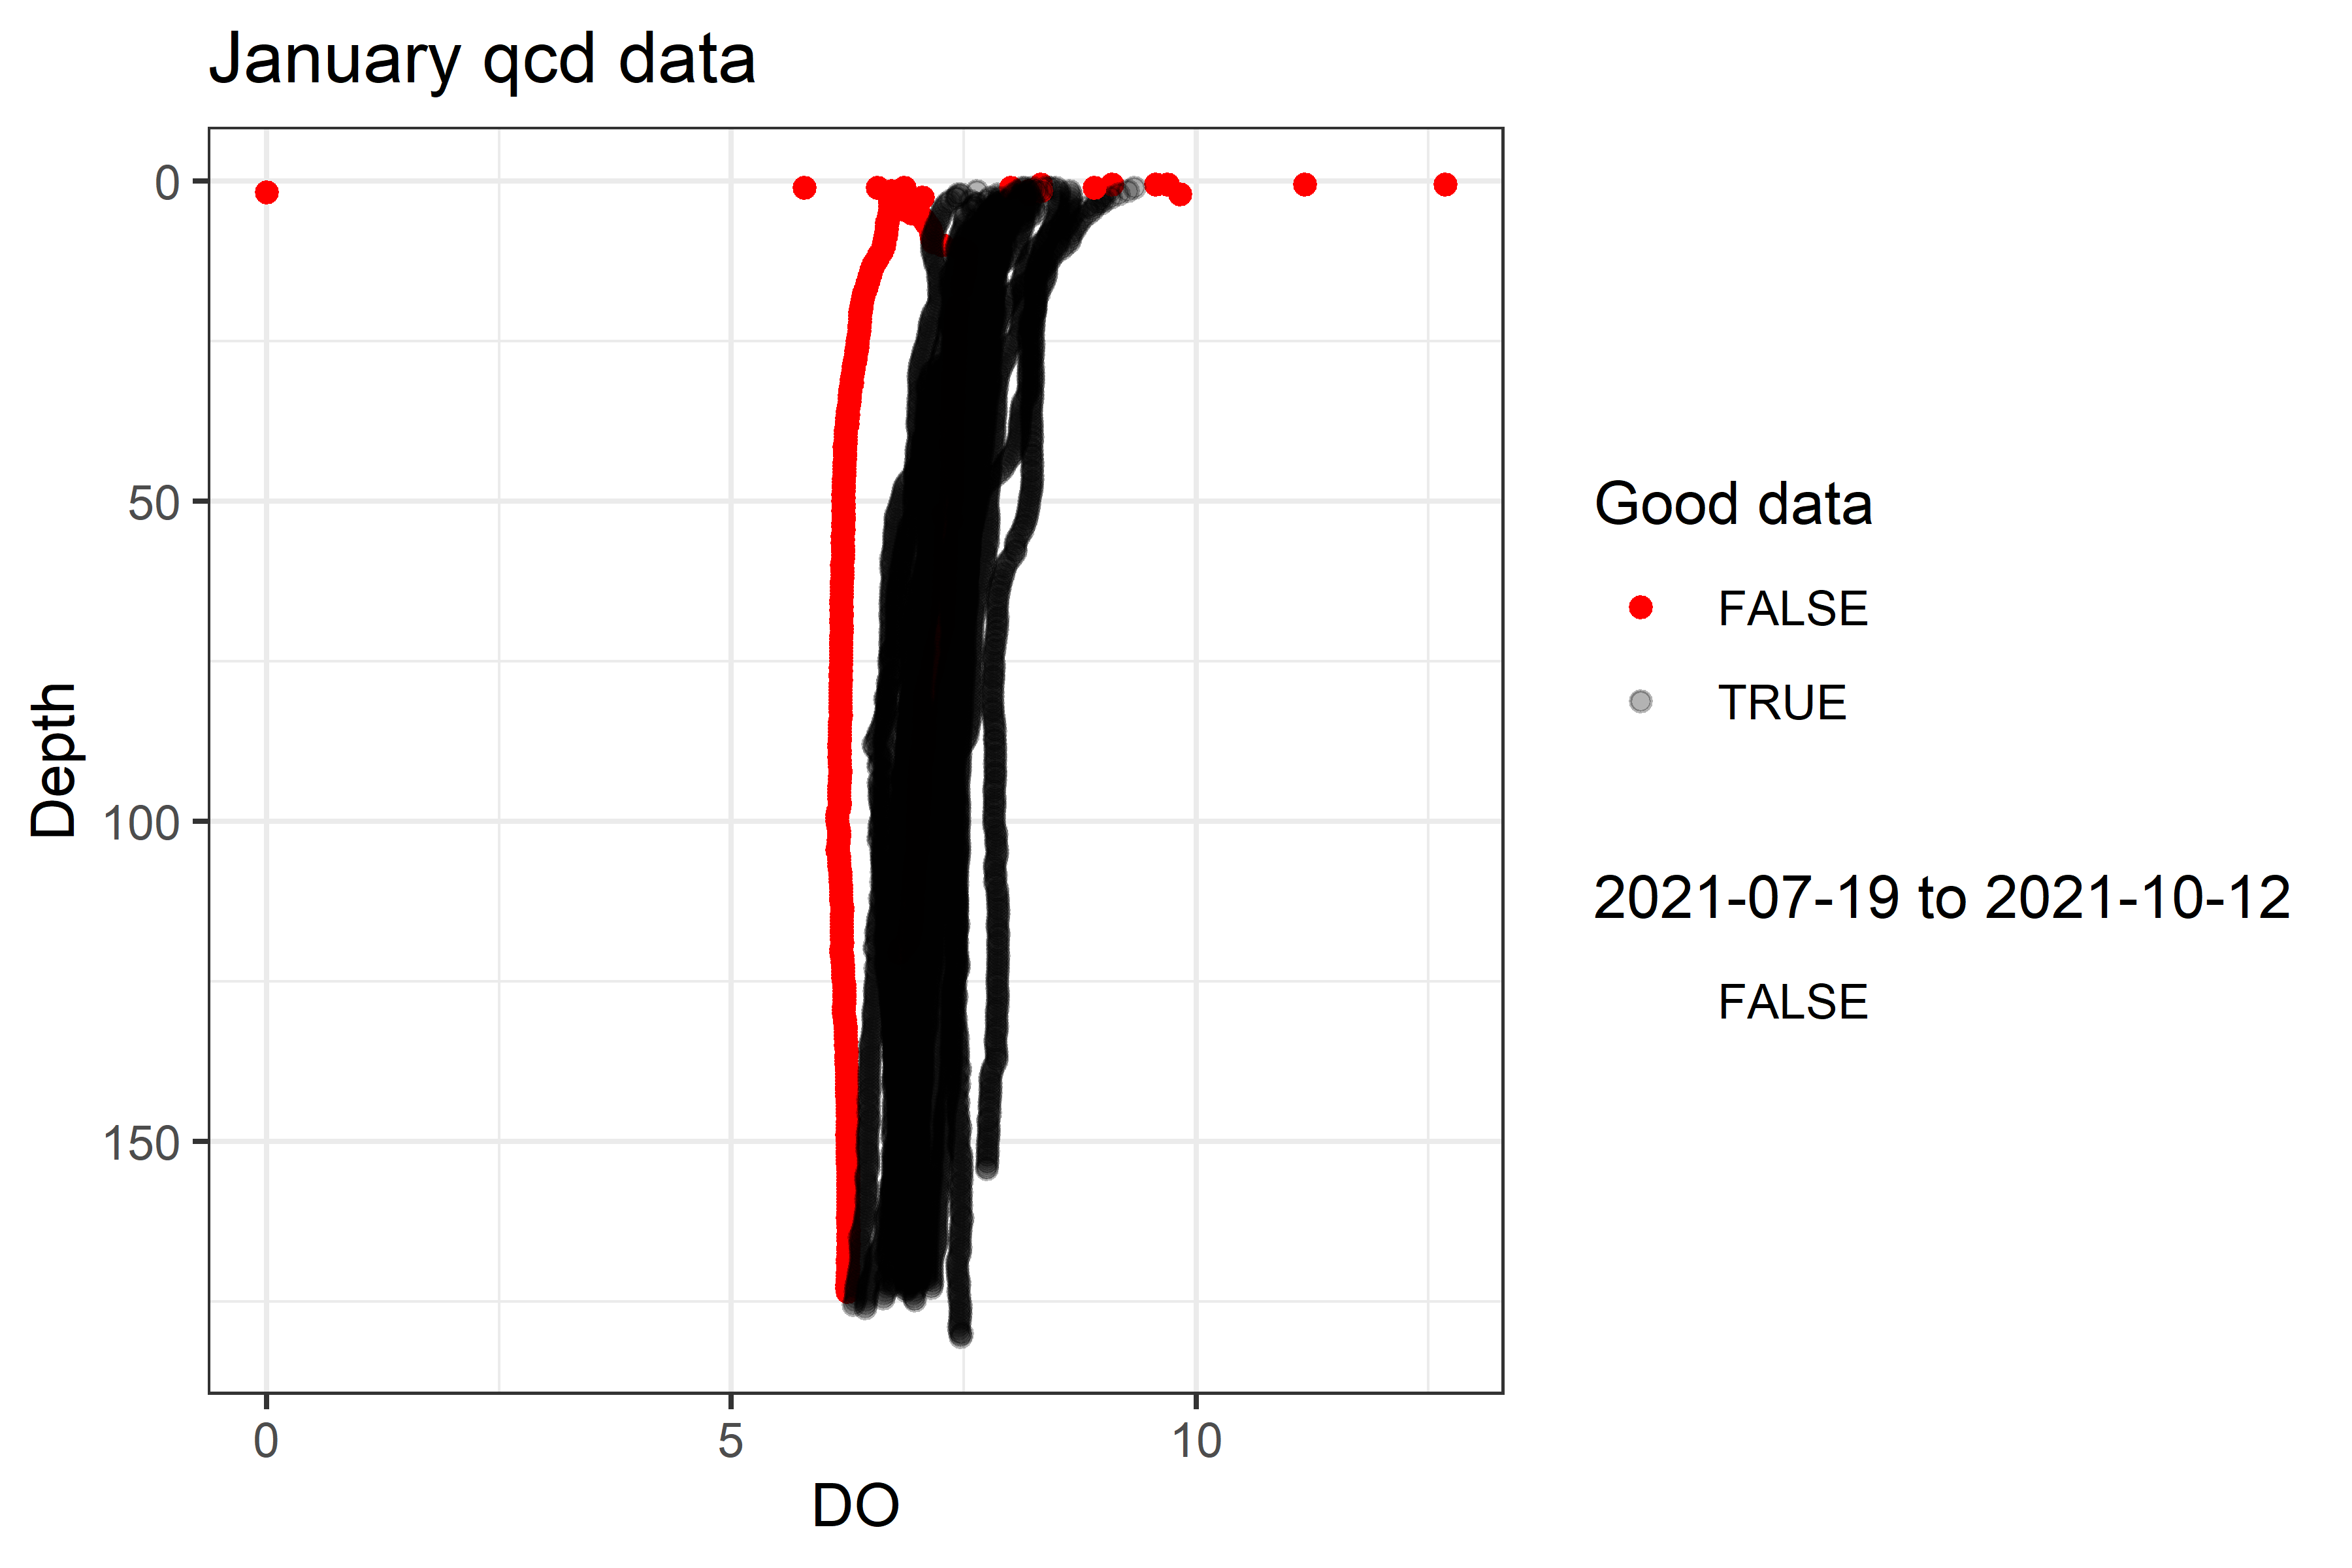 January qcd data
0
50
100
150
Depth
0
5
10
DO
Good data
FALSE
TRUE
2021-07-19 to 2021-10-12
FALSE